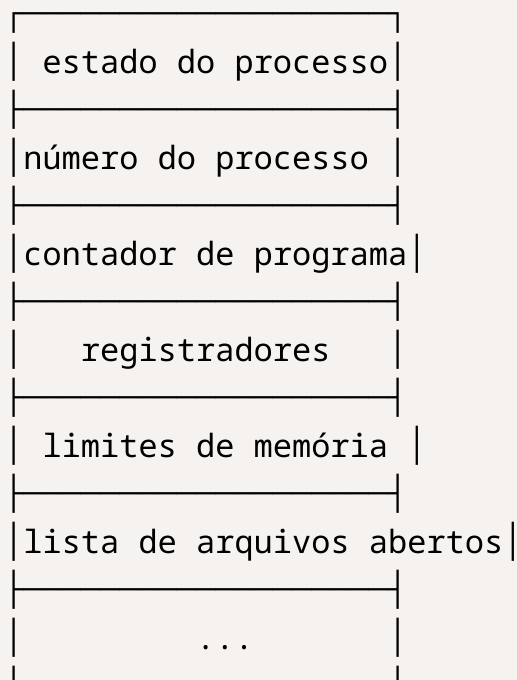 estado do processo
número do processo
contador de programa
registradores
limites de memória
lista de arquivos abertos
...